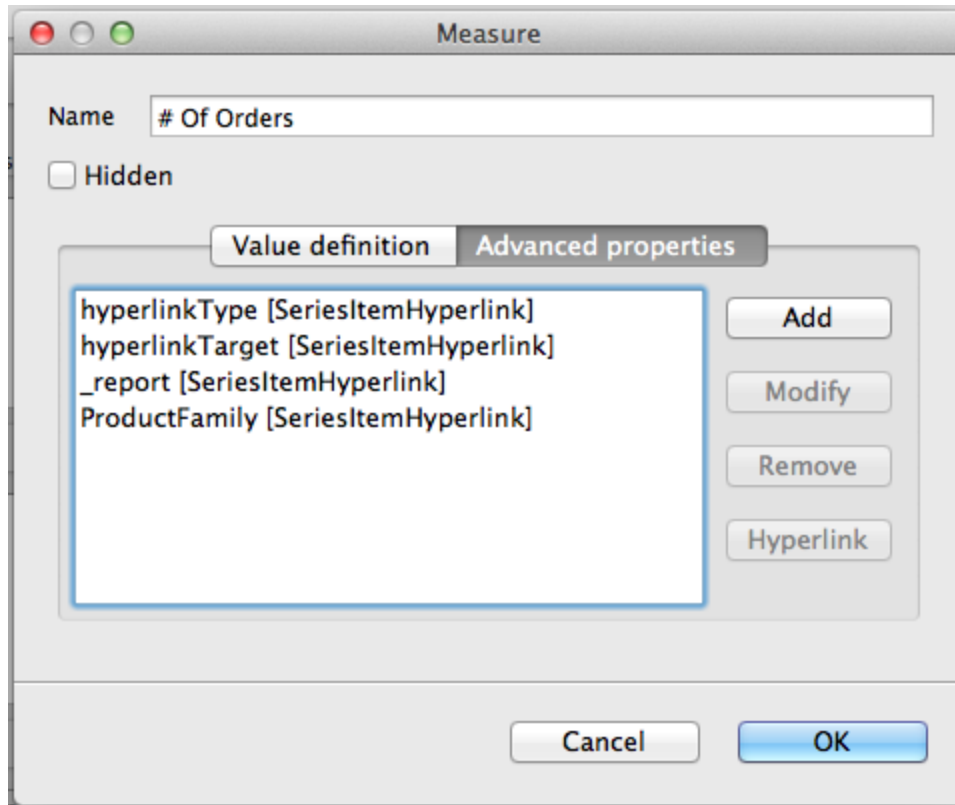 Measure
Name # Of Orders
Hidden
Value definition Advanced properties
hyperlinkType [SeriesItemHyperlink]
hyperlinkTarget [SeriesItemHyperlink]
_report [SeriesItemHyperlink]
ProductFamily [SeriesItemHyperlink]
Add
Modify
Remove
Hyperlink
Cancel OK